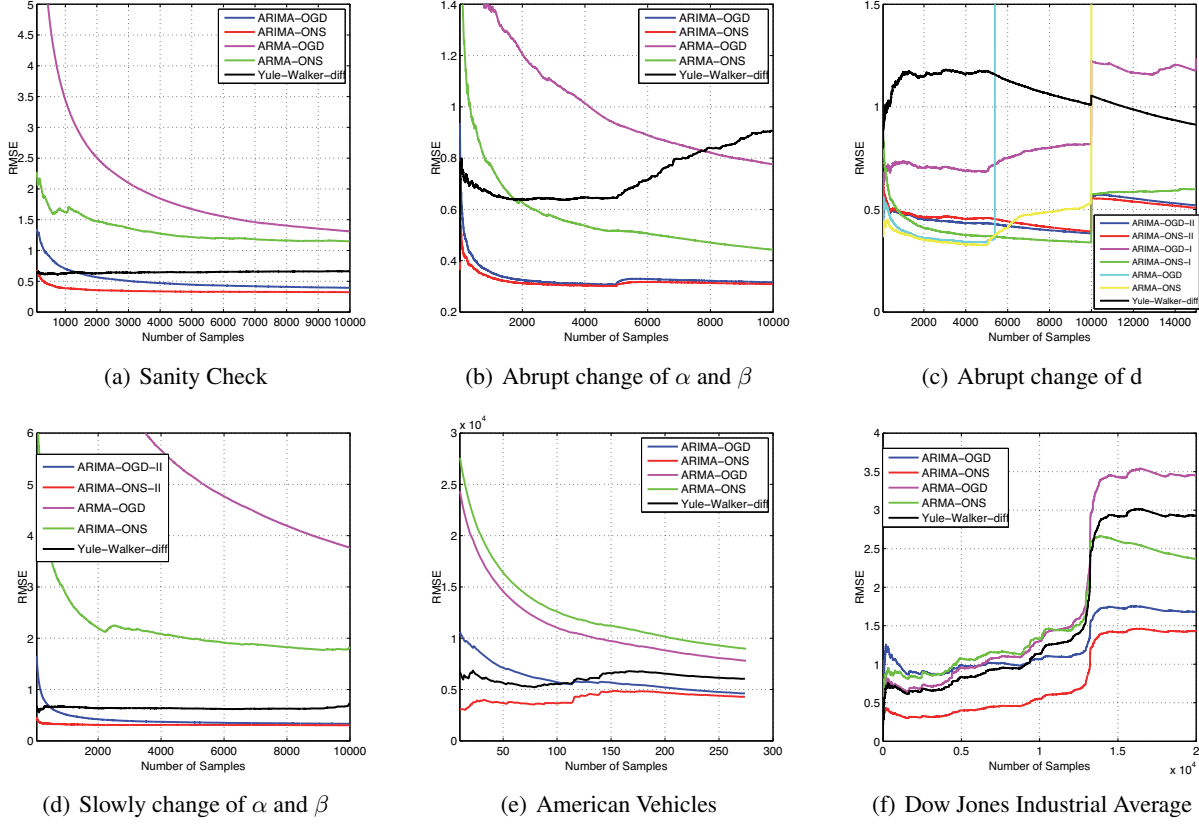 5
4.5
4
3.5
3
2.5
2
1.5
1
0.5
0
RMSE
1000 2000 3000 4000 5000 6000 7000 8000 9000 10000
Number of Samples
ARIMA-OGD
ARIMA-ONS
ARMA-OGD
ARMA-ONS
Yule-Walker-diff
(a) Sanity Check
1.4
1.2
1
0.8
0.6
0.4
0.2
RMSE
2000 4000 6000 8000 10000
Number of Samples
ARIMA-OGD
ARIMA-ONS
ARMA-OGD
ARMA-ONS
Yule-Walker-diff
(b) Abrupt change of α and β
1.5
1
0.5
0
RMSE
2000 4000 6000 8000 10000 12000 14000
Number of Samples
ARIMA-OGD-II
ARIMA-ONS-II
ARIMA-OGD-I
ARIMA-ONS-I
ARMA-OGD
ARMA-ONS
Yule-Walker-diff
(c) Abrupt change of d
6
5
4
3
2
1
0
RMSE
2000 4000 6000 8000 10000
Number of Samples
ARIMA-OGD-II
ARIMA-ONS-II
ARMA-OGD
ARIMA-ONS
Yule-Walker-diff
(d) Slowly change of α and β
x 10^4
3
2.5
2
1.5
1
0.5
0
RMSE
50 100 150 200 250 300
Number of Samples
ARIMA-OGD
ARIMA-ONS
ARMA-OGD
ARMA-ONS
Yule-Walker-diff
(e) American Vehicles
4
3.5
3
2.5
2
1.5
1
0.5
0
RMSE
0 0.5 1 1.5 2
x 10^4
Number of Samples
ARIMA-OGD
ARIMA-ONS
ARMA-OGD
ARMA-ONS
Yule-Walker-diff
(f) Dow Jones Industrial Average